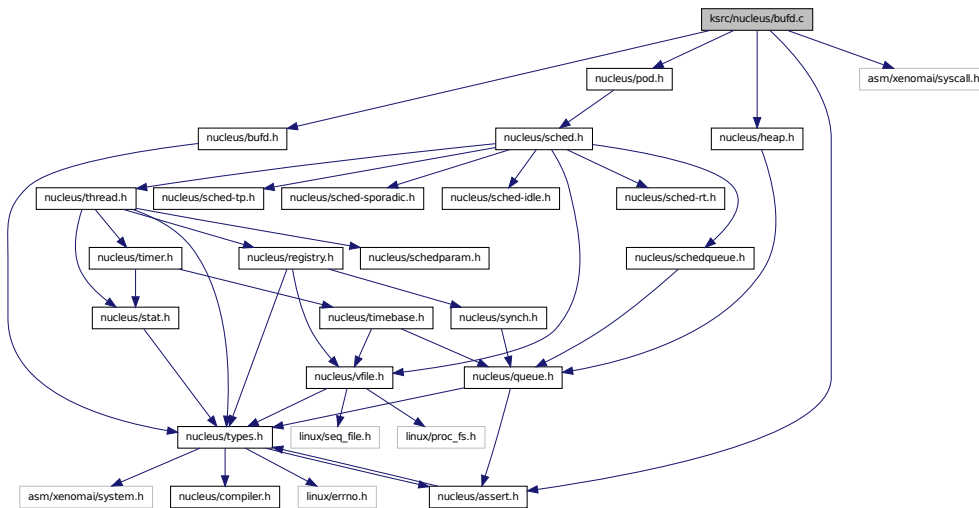 ksrc/nucleus/bufd.c
nucleus/pod.h
asm/xenomai/syscall.h
nucleus/bufd.h
nucleus/sched.h
nucleus/heap.h
nucleus/thread.h
nucleus/sched-tp.h
nucleus/sched-sporadic.h
nucleus/sched-idle.h
nucleus/sched-rt.h
nucleus/timer.h
nucleus/registry.h
nucleus/schedparam.h
nucleus/schedqueue.h
nucleus/stat.h
nucleus/timebase.h
nucleus/synch.h
nucleus/vfile.h
nucleus/queue.h
nucleus/types.h
linux/seq_file.h
linux/proc_fs.h
asm/xenomai/system.h
nucleus/compiler.h
linux/errno.h
nucleus/assert.h